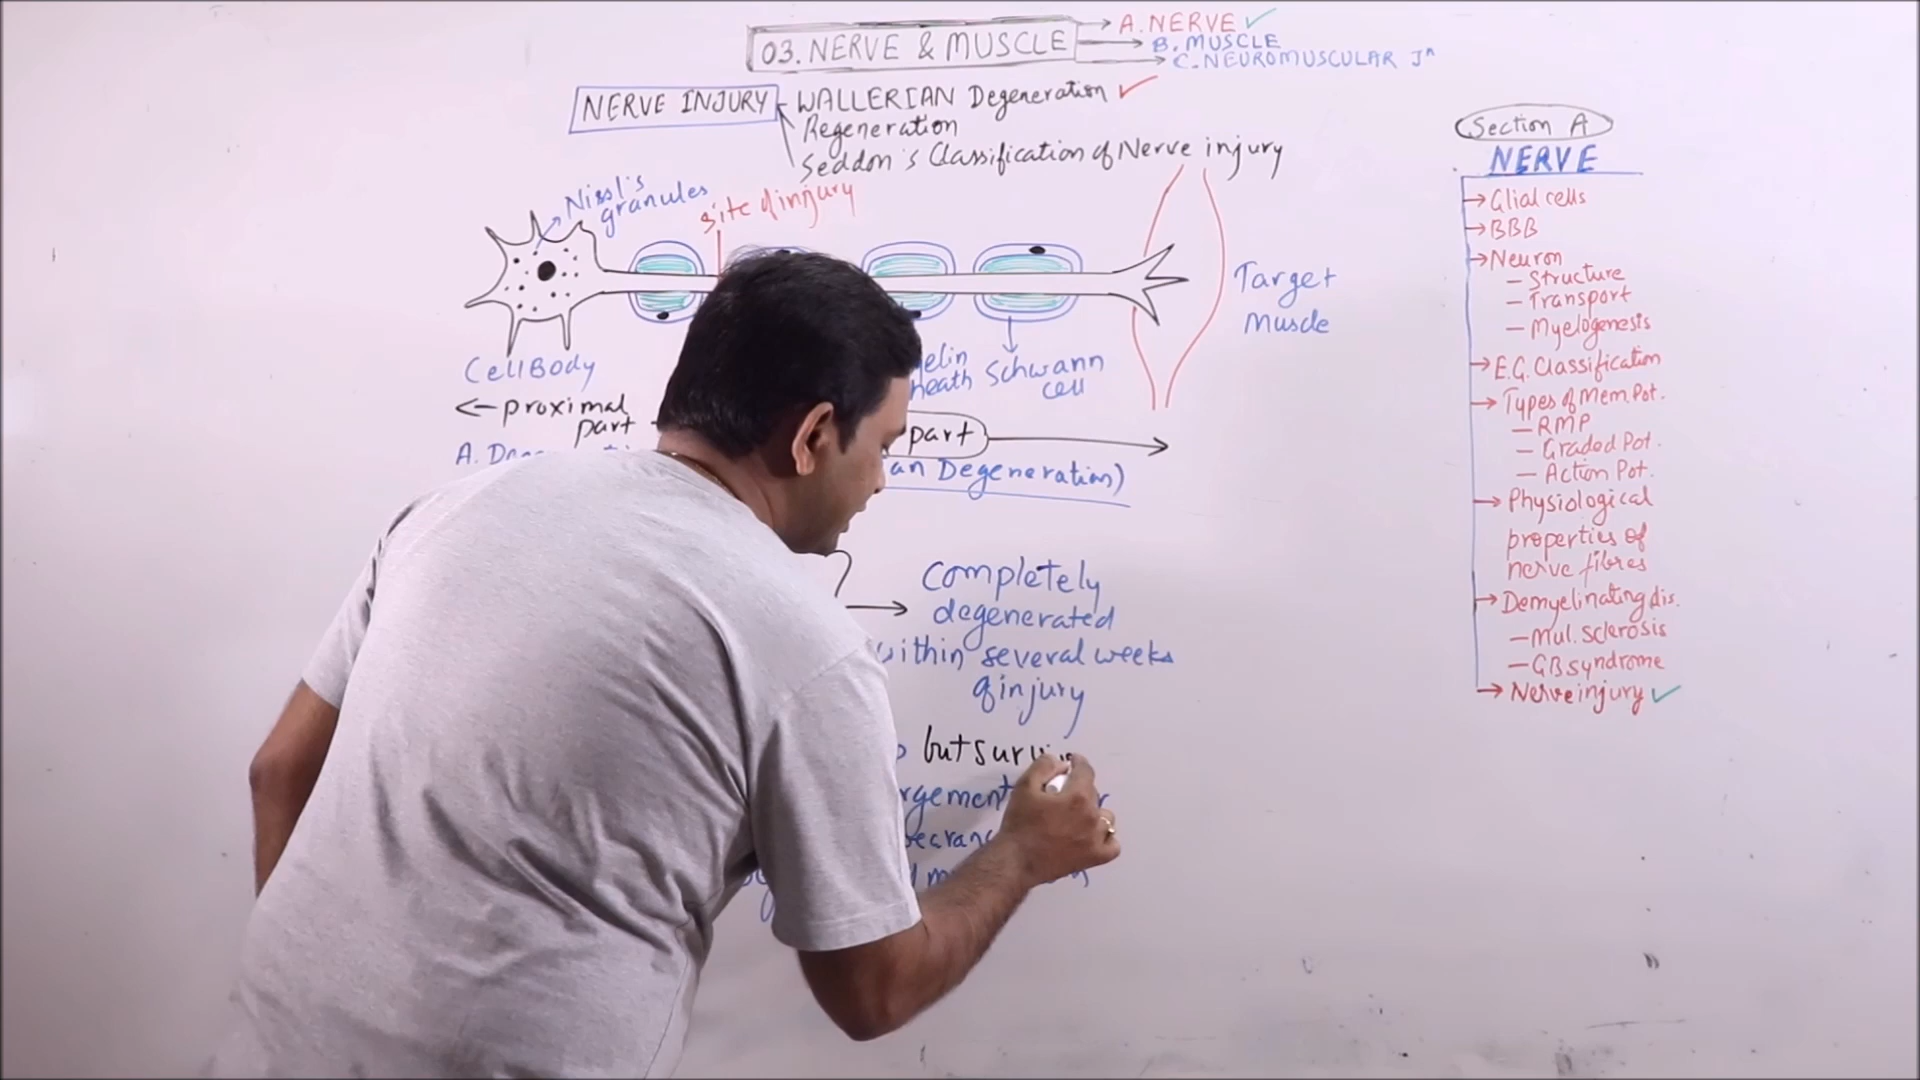 03. NERVE & MUSCLE
A. NERVE ✓
B. MUSCLE
C. NEUROMUSCULAR Jⁿ
NERVE INJURY
WALLERIAN Degeneration ✓
Regeneration
Seddon's Classification of Nerve injury
Nissl's
granules
site of injury
Target
Muscle
Cell Body
Schwann
cell
← proximal
part
part
Degeneration)
Completely
degenerated
within several weeks
of injury
but
Section A
NERVE
→ Glial cells
→ BBB
→ Neuron
– Structure
– Transport
– Myelogenesis
→ E.G. Classification
→ Types of Mem. Pot.
– RMP
– Graded Pot.
– Action Pot.
→ Physiological
properties of
nerve fibres
→ Demyelinating dis.
– Mul. Sclerosis
– GB syndrome
→ Nerve injury ✓